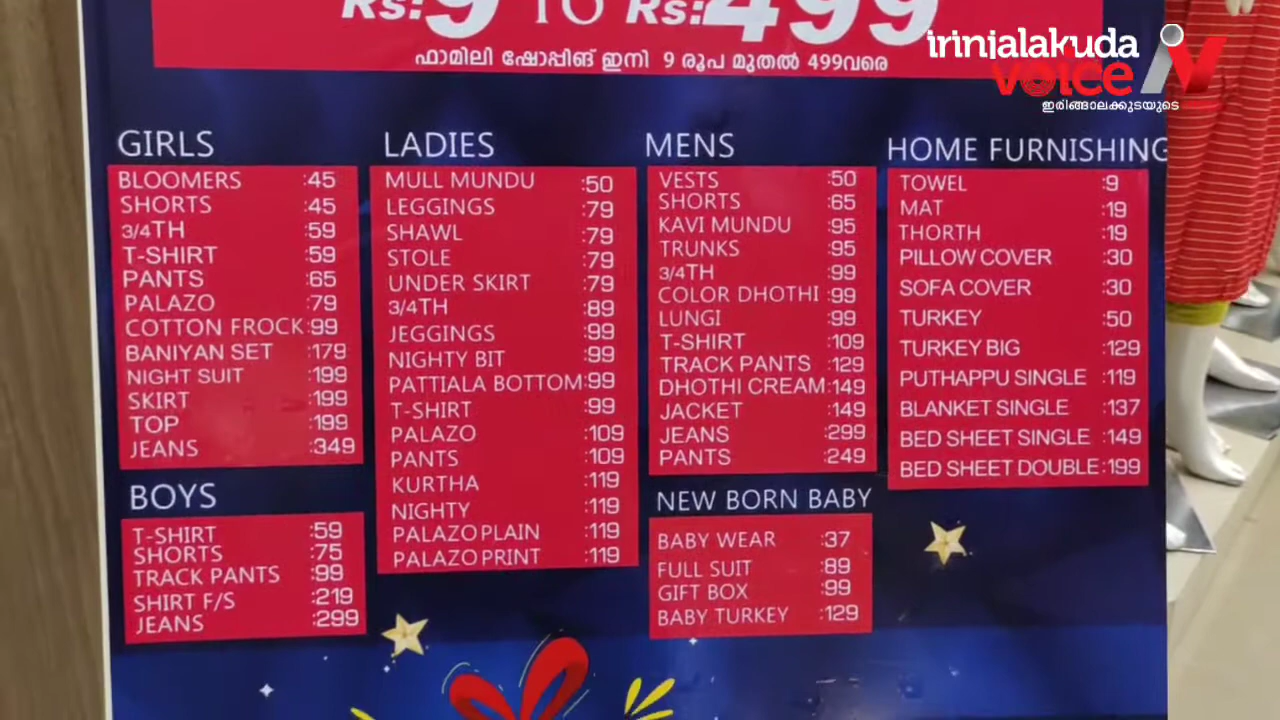 Rs:9 TO Rs:499
ഫാമിലി ഷോപ്പിങ് ഇനി 9 രൂപ മുതൽ 499വരെ
irinjalakuda
voice
ഇരിങ്ങാലക്കുടയുടെ
GIRLS
BLOOMERS :45
SHORTS :45
3/4TH :59
T-SHIRT :59
PANTS :65
PALAZO :79
COTTON FROCK:99
BANIYAN SET :179
NIGHT SUIT :199
SKIRT :199
TOP :199
JEANS :349
BOYS
T-SHIRT :59
SHORTS :75
TRACK PANTS :99
SHIRT F/S :219
JEANS :299
LADIES
MULL MUNDU :50
LEGGINGS :79
SHAWL :79
STOLE :79
UNDER SKIRT :79
3/4TH :89
JEGGINGS :99
NIGHTY BIT :99
PATTIALA BOTTOM:99
T-SHIRT :99
PALAZO :109
PANTS :109
KURTHA :119
NIGHTY :119
PALAZO PLAIN :119
PALAZO PRINT :119
MENS
VESTS :50
SHORTS :65
KAVI MUNDU :95
TRUNKS :95
3/4TH :99
COLOR DHOTHI :99
LUNGI :99
T-SHIRT :109
TRACK PANTS :129
DHOTHI CREAM:149
JACKET :149
JEANS :299
PANTS :249
NEW BORN BABY
BABY WEAR :37
FULL SUIT :89
GIFT BOX :99
BABY TURKEY :129
HOME FURNISHING
TOWEL :9
MAT :19
THORTH :19
PILLOW COVER :30
SOFA COVER :30
TURKEY :50
TURKEY BIG :129
PUTHAPPU SINGLE :119
BLANKET SINGLE :137
BED SHEET SINGLE :149
BED SHEET DOUBLE:199